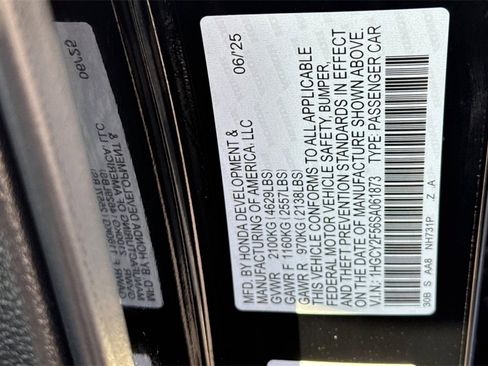 MFD. BY HONDA DEVELOPMENT & 06/25
MANUFACTURING OF AMERICA, LLC
GVWR 2100KG(4629LBS)
GAWR F 1160KG(2557LBS)
GAWR R 970KG(2138LBS)
THIS VEHICLE CONFORMS TO ALL APPLICABLE
FEDERAL MOTOR VEHICLE SAFETY, BUMPER,
THEFT PREVENTION STANDARDS IN EFFECT
ON THE DATE OF MANUFACTURE SHOWN ABOVE.
V.I.N: 1HGCY2F56SA061873 TYPE: PASSENGER CAR
30B S AA8 NH731P Z A